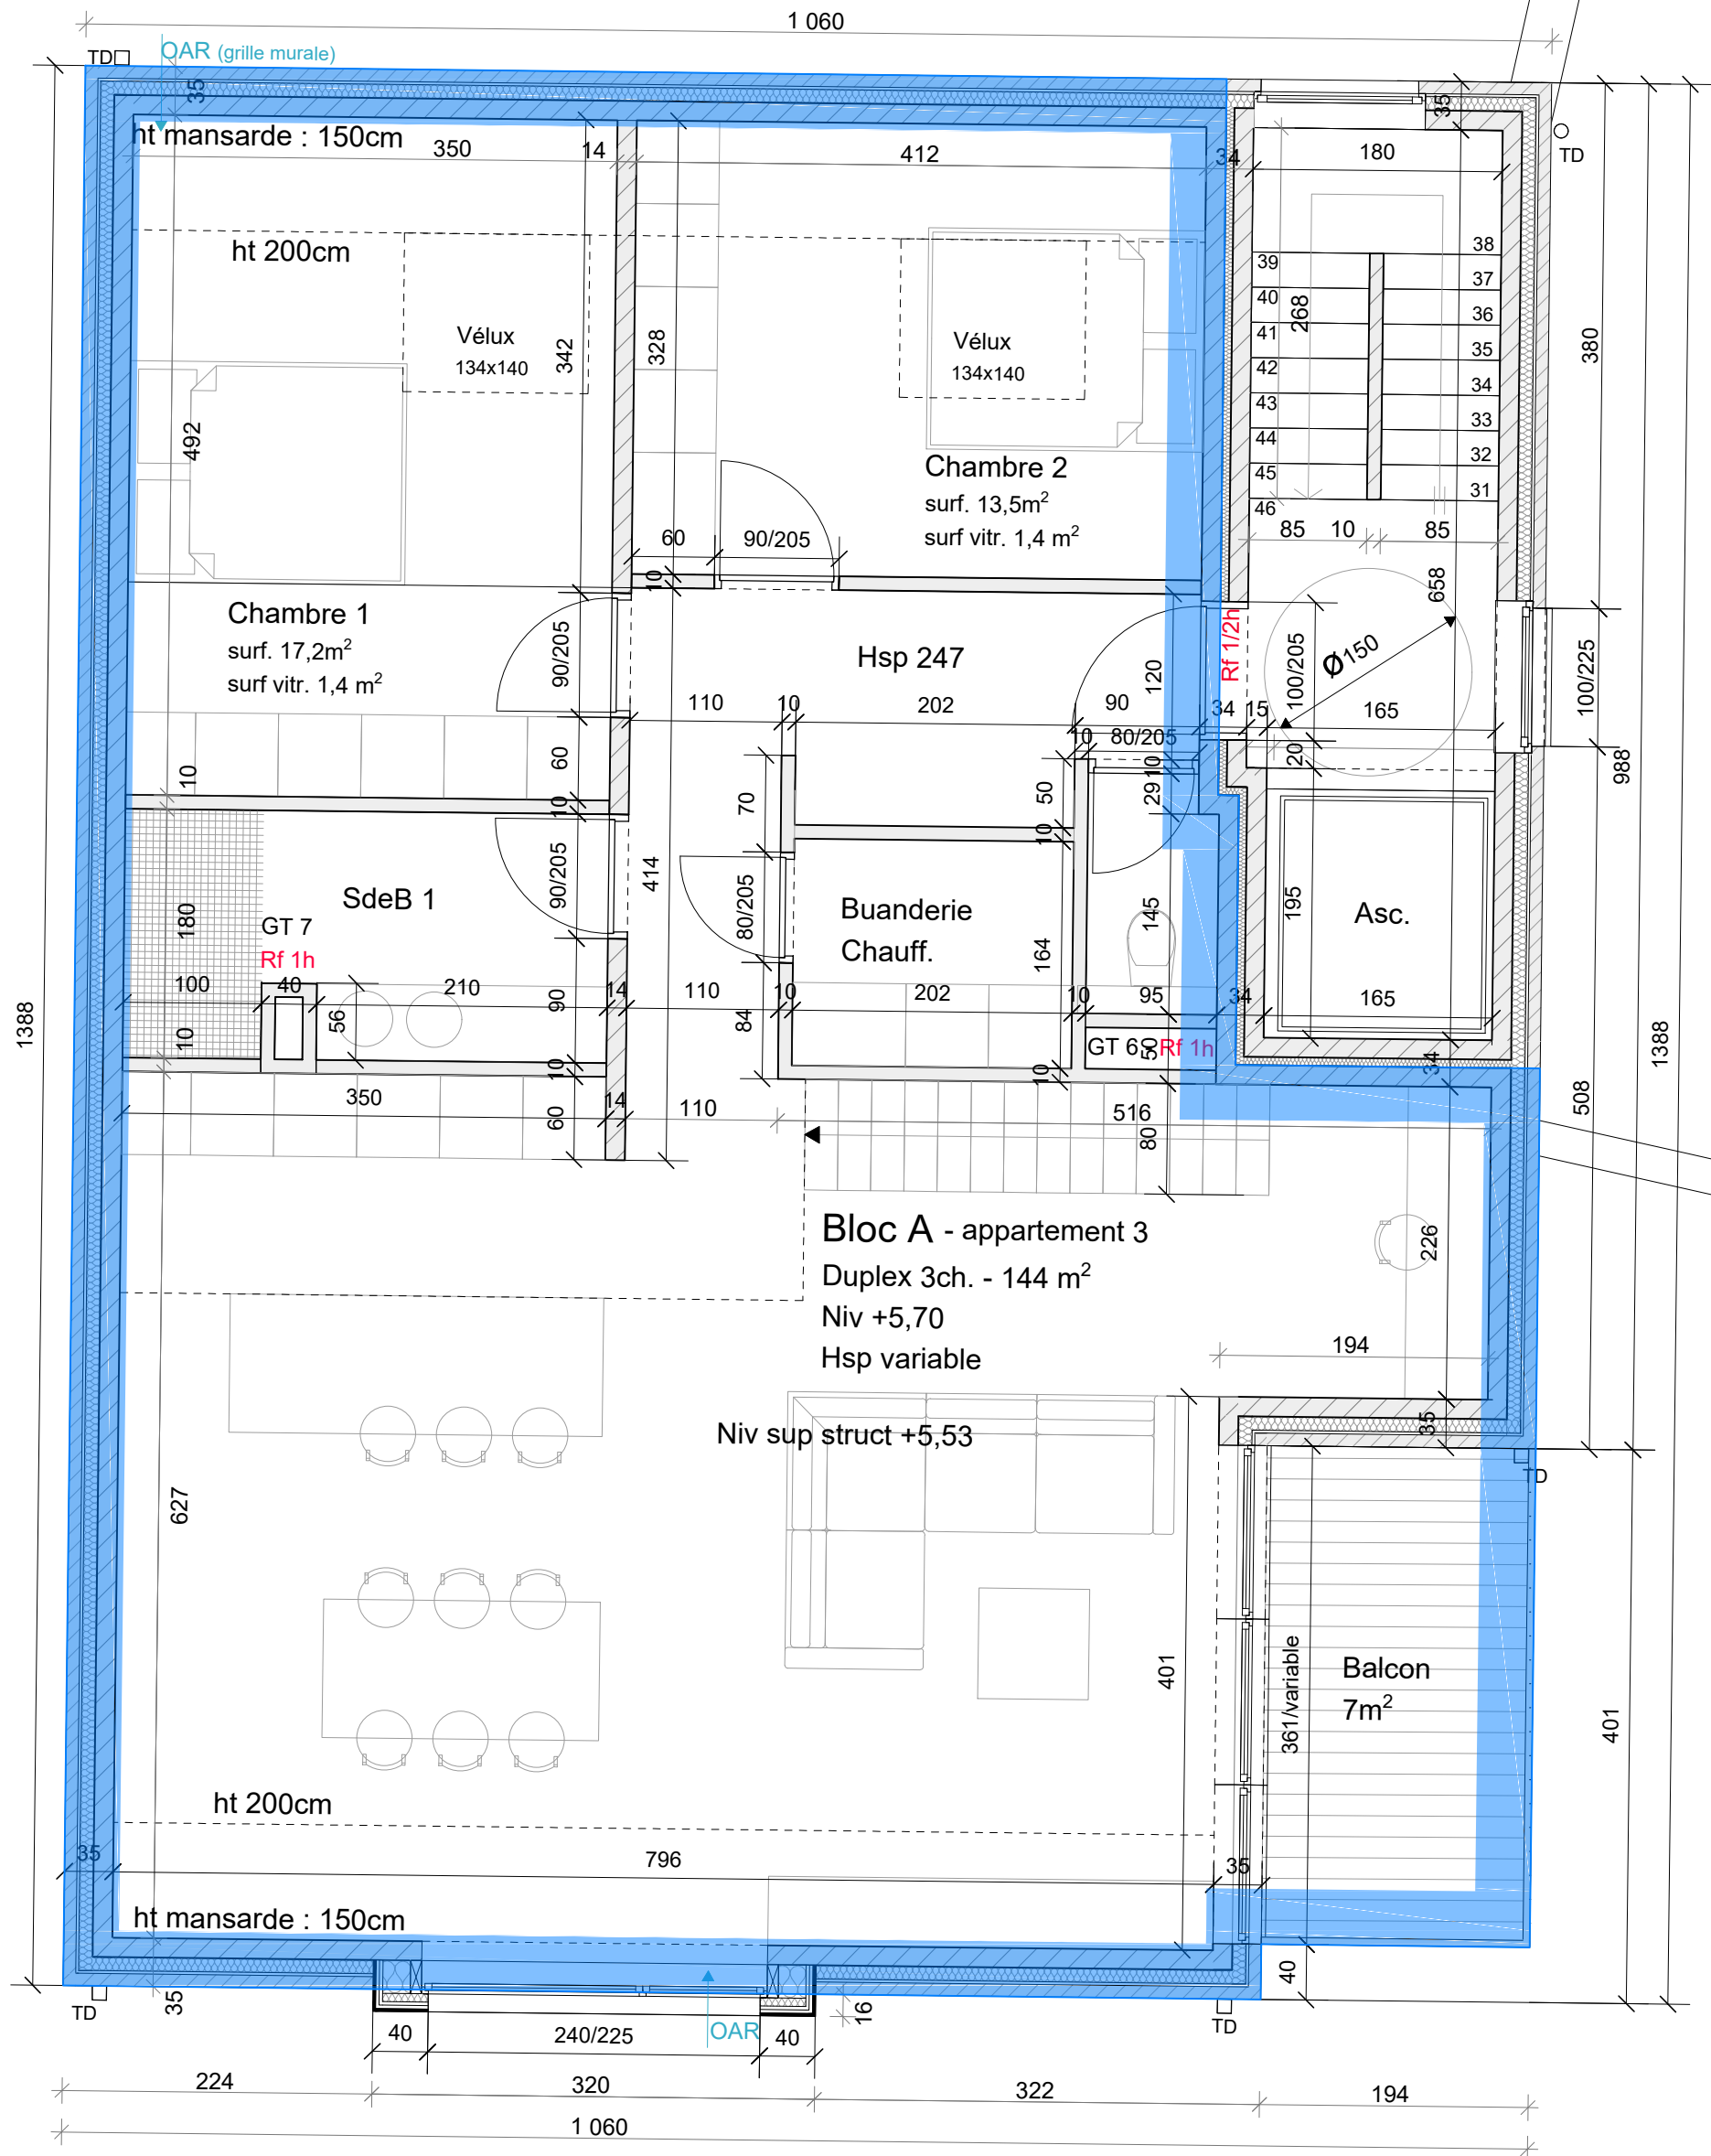 1 060
TD
OAR (grille murale)
35
35
ht mansarde : 150cm
350
14
412
34
180
TD
ht 200cm
38
39
37
40
268
36
41
35
42
34
43
33
44
32
45
31
46
380
Vélux
134x140
342
328
Vélux
134x140
492
Chambre 2
surf. 13,5m²
surf vitr. 1,4 m²
60
90/205
10
85
10
85
658
Chambre 1
surf. 17,2m²
surf vitr. 1,4 m²
90/205
Hsp 247
120
Rf 1/2h
100/205
Ø150
100/225
110
10
202
90
34
15
165
10
80/205
20
988
10
60
10
70
50
10
29
10
414
SdeB 1
90/205
180
GT 7
Rf 1h
80/205
Buanderie
Chauff.
164
145
195
Asc.
100
40
210
14
110
10
202
10
95
34
165
56
90
84
10
10
GT 6
50
Rf 1h
10
34
1388
1388
350
60
14
110
516
80
508
Bloc A - appartement 3
Duplex 3ch. - 144 m²
Niv +5,70
Hsp variable
226
194
Niv sup struct +5,53
35
TD
627
401
361/variable
Balcon
7m²
401
ht 200cm
35
796
35
ht mansarde : 150cm
40
TD
35
16
TD
40
240/225
OAR
40
224
320
322
194
1 060